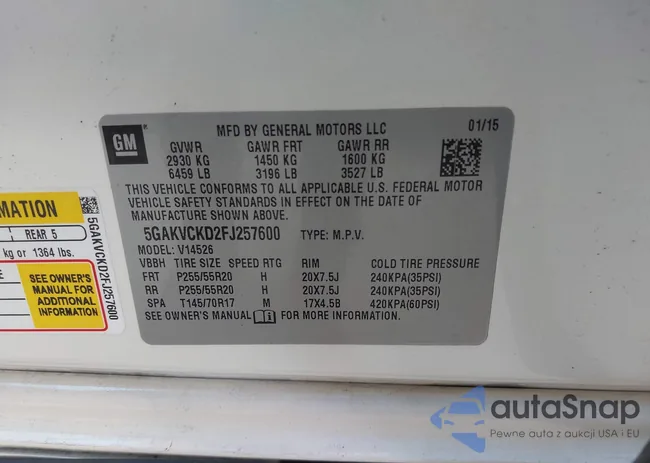 GM
MFD BY GENERAL MOTORS LLC 01/15
GVWR GAWR FRT GAWR RR
2930 KG 1450 KG 1600 KG
6459 LB 3196 LB 3527 LB
THIS VEHICLE CONFORMS TO ALL APPLICABLE U.S. FEDERAL MOTOR
VEHICLE SAFETY STANDARDS IN EFFECT ON THE DATE OF
MANUFACTURE SHOWN ABOVE.
5GAKVCKD2FJ257600 TYPE: M.P.V.
MODEL: V14526
VBBH TIRE SIZE SPEED RTG RIM COLD TIRE PRESSURE
FRT P255/55R20 H 20X7.5J 240KPA(35PSI)
RR P255/55R20 H 20X7.5J 240KPA(35PSI)
SPA T145/70R17 M 17X4.5B 420KPA(60PSI)
SEE OWNER'S MANUAL FOR MORE INFORMATION.
REAR 5
kg or 1364 lbs.
SEE OWNER'S
MANUAL FOR
ADDITIONAL
INFORMATION
5GAKVCKD2FJ257600
autaSnap
Pewne auta z aukcji USA i EU